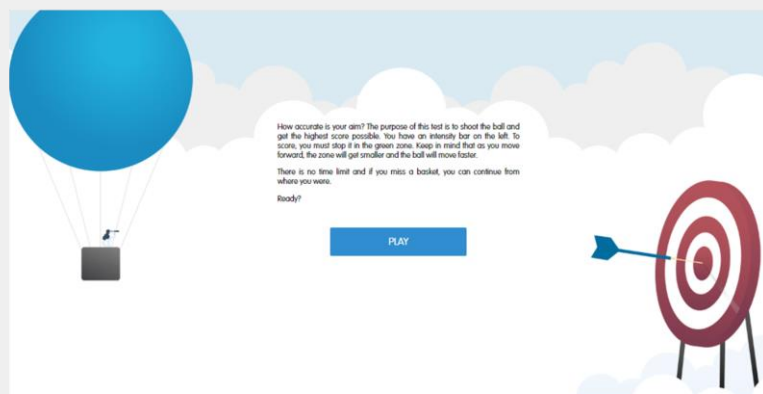 How accurate is your aim? The purpose of this test is to shoot the ball and
get the highest score possible. You have an intensity bar on the left. To
score, you must stop it in the green zone. Keep in mind that as you move
forward, the zone will get smaller and the ball will move faster.
There is no time limit and if you miss a basket, you can continue from
where you were.
Ready?
PLAY